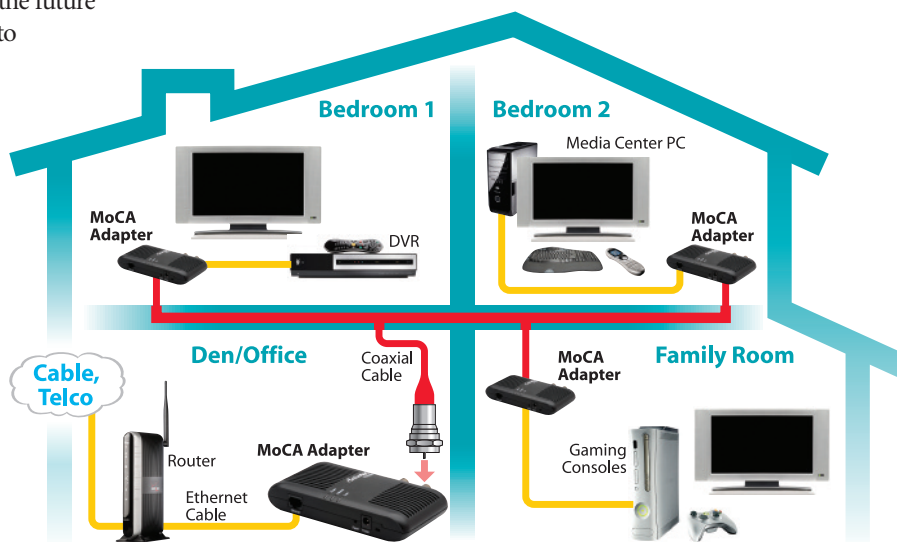 the future
to
Bedroom 1
Bedroom 2
Media Center PC
MoCA
Adapter
DVR
MoCA
Adapter
Den/Office
Coaxial
Cable
MoCA
Adapter
Family Room
Cable,
Telco
Router
MoCA Adapter
Gaming
Consoles
Ethernet
Cable